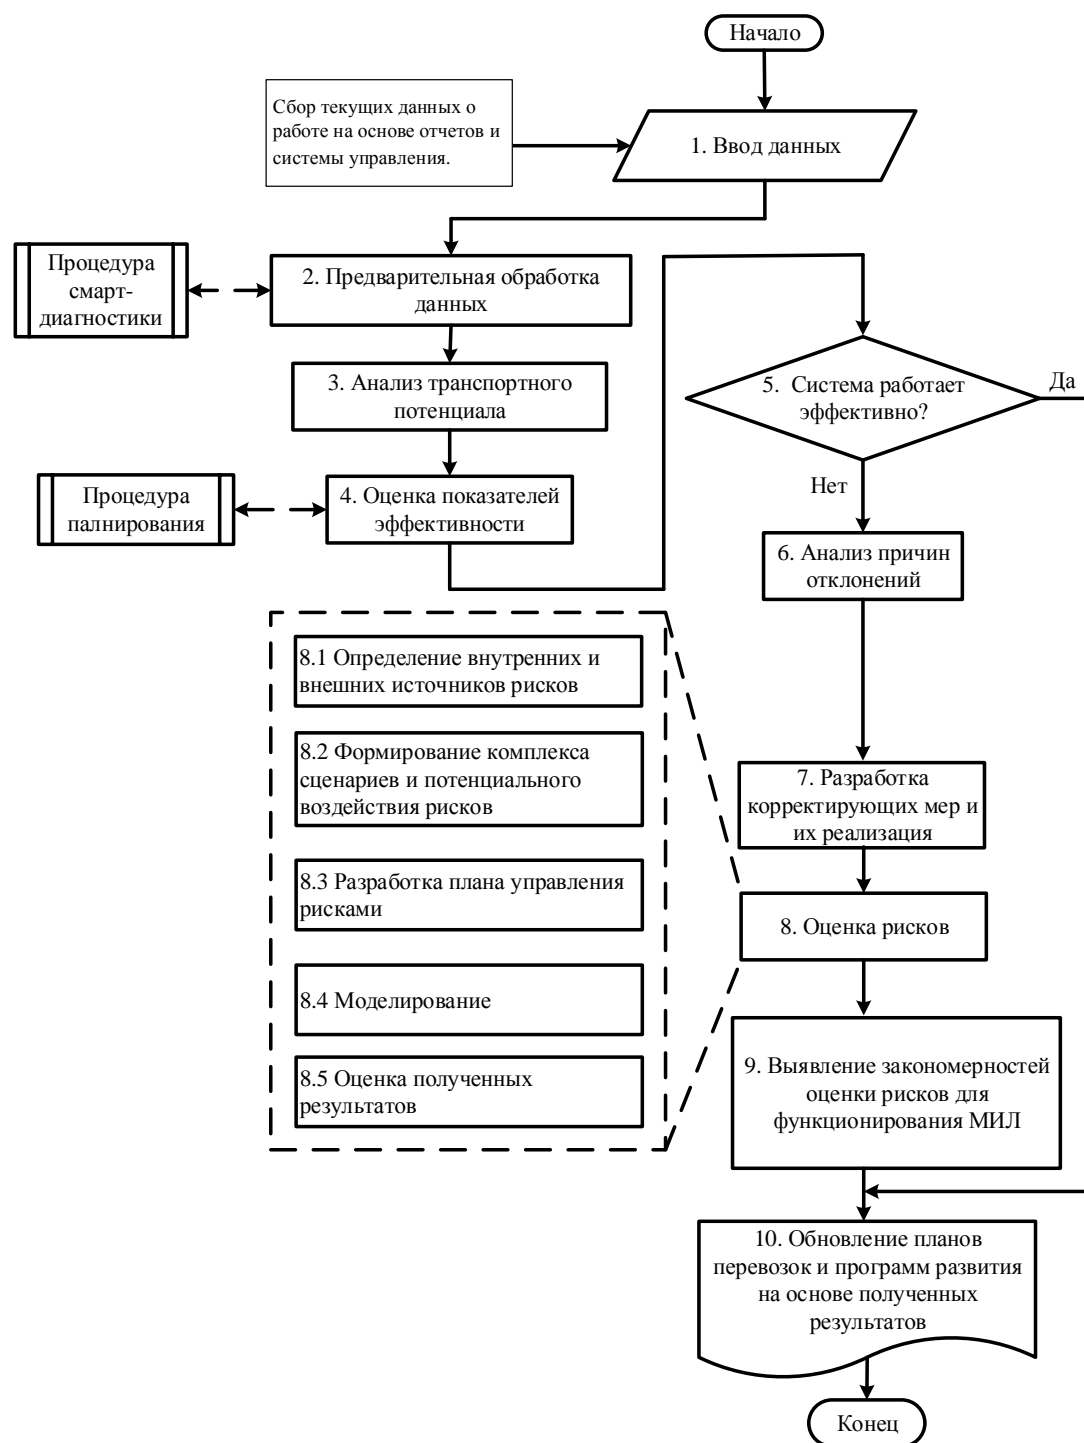 Начало
Сбор текущих данных о
работе на основе отчетов и
системы управления.
1. Ввод данных
Процедура
смарт-
диагностики
2. Предварительная обработка
данных
3. Анализ транспортного
потенциала
Процедура
палнирования
4. Оценка показателей
эффективности
5. Система работает
эффективно?
Да
Нет
6. Анализ причин
отклонений
7. Разработка
корректирующих мер и
их реализация
8. Оценка рисков
8.1 Определение внутренних и
внешних источников рисков
8.2 Формирование комплекса
сценариев и потенциального
воздействия рисков
8.3 Разработка плана управления
рисками
8.4 Моделирование
8.5 Оценка полученных
результатов
9. Выявление закономерностей
оценки рисков для
функционирования МИЛ
10. Обновление планов
перевозок и программ развития
на основе полученных
результатов
Конец